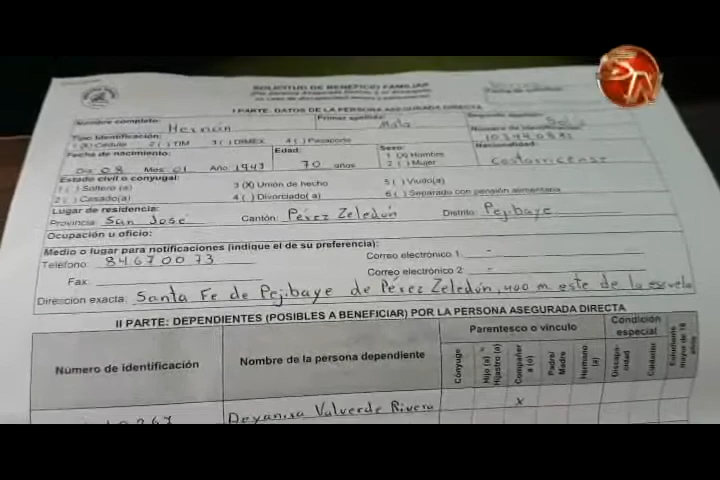 SOLICITUD DE BENEFICIO FAMILIAR
I PARTE: DATOS DE LA PERSONA ASEGURADA DIRECTA
Nombre completo: Hernán Primer apellido: Mata Segundo apellido: Solís
Tipo Identificación: Número de identificación:
1 (X) Cédula 2 ( ) TIM 3 ( ) DIMEX 4 ( ) Pasaporte
Fecha de nacimiento: Edad: Sexo: Nacionalidad:
Día: 08 Mes: 01 Año: 1943 70 años 1 (X) Hombre 2 ( ) Mujer Costarricense
Estado civil o conyugal:
1 ( ) Soltero (a) 3 (X) Unión de hecho 5 ( ) Viudo(a)
2 ( ) Casado(a) 4 ( ) Divorciado( a) 6 ( ) Separado con pensión alimentaria
Lugar de residencia:
Provincia: San José Cantón: Pérez Zeledón Distrito: Pejibaye
Ocupación u oficio:
Medio o lugar para notificaciones (indique el de su preferencia):
Teléfono: 84670073 Correo electrónico 1: -
Fax: Correo electrónico 2: -
Dirección exacta: Santa Fe de Pejibaye de Pérez Zeledón, 400 m este de la escuela
II PARTE: DEPENDIENTES (POSIBLES A BENEFICIAR) POR LA PERSONA ASEGURADA DIRECTA
Número de identificación Nombre de la persona dependiente Parentesco o vínculo Condición especial
Cónyuge Hijo (a) Hijastro (a) Compañer a (o) Padre/ Madre Hermano (a) Discapacidad Cuidador Estudiante mayor de 18 años
Deyanira Valverde Rivera x